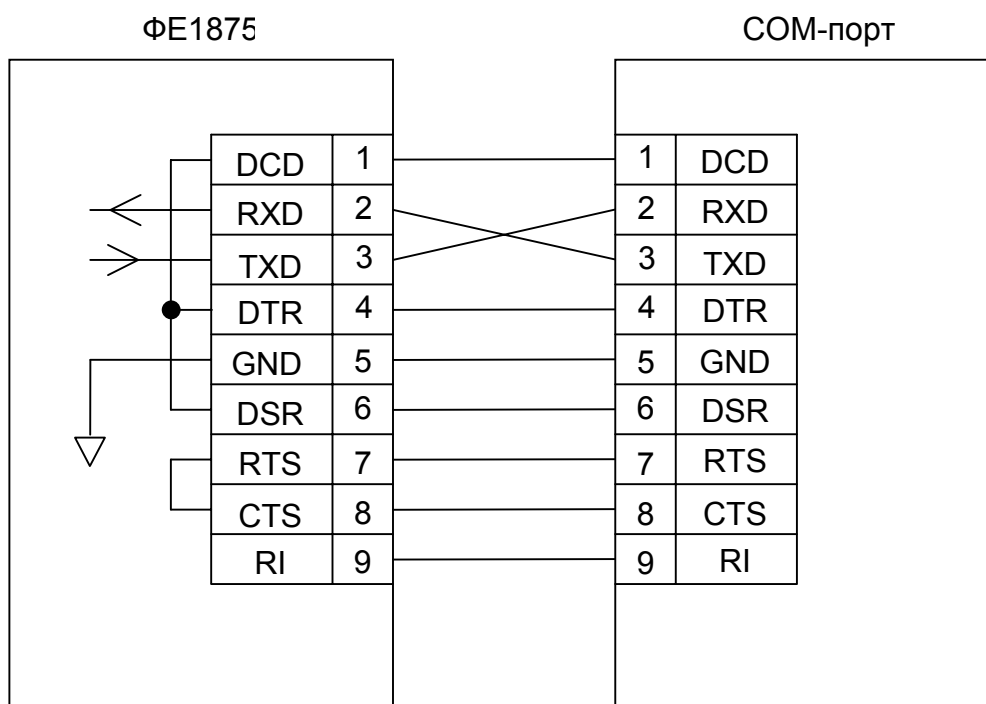 ФЕ1875 СОМ-порт
DCD 1 1 DCD
RXD 2 2 RXD
TXD 3 3 TXD
DTR 4 4 DTR
GND 5 5 GND
DSR 6 6 DSR
RTS 7 7 RTS
CTS 8 8 CTS
RI 9 9 RI